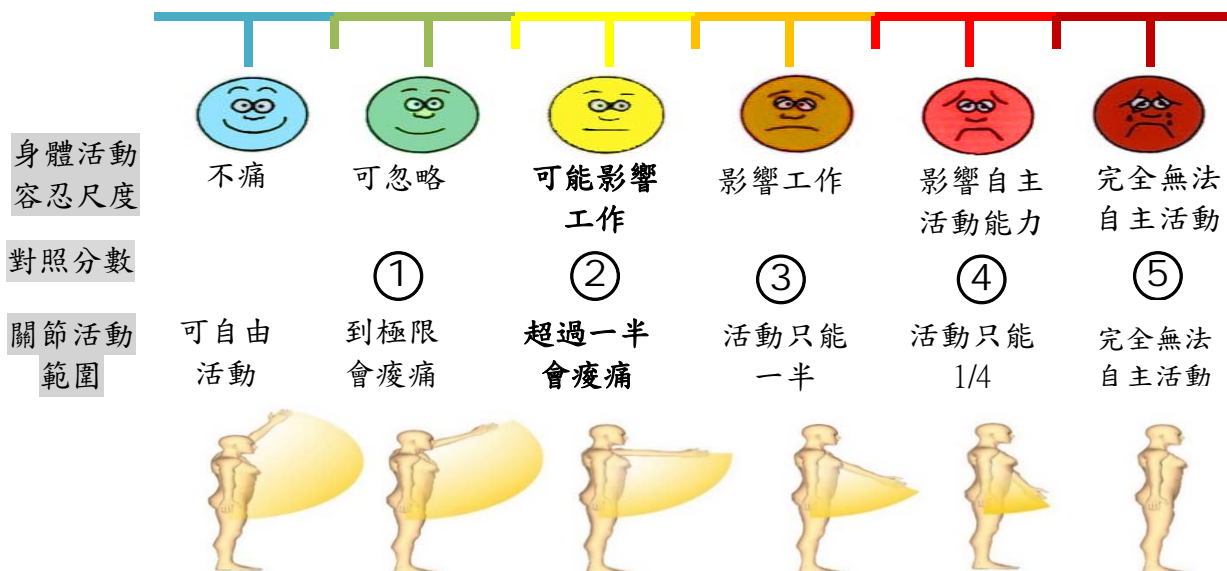 身體活動
容忍尺度
不痛
可忽略
可能影響
工作
影響工作
影響自主
活動能力
完全無法
自主活動
對照分數
1
2
3
4
5
關節活動
範圍
可自由
活動
到極限
會痠痛
超過一半
會痠痛
活動只能
一半
活動只能
1/4
完全無法
自主活動